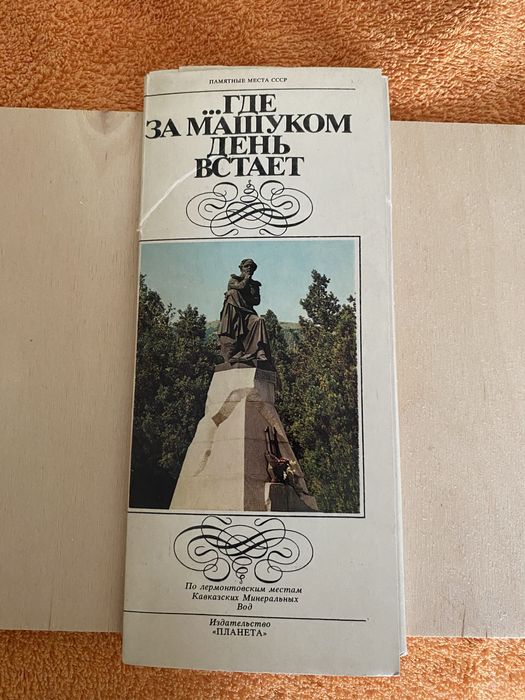 ПАМЯТНЫЕ МЕСТА СССР
...ГДЕ
ЗА МАШУКОМ
ДЕНЬ
ВСТАЕТ
По лермонтовским местам
Кавказских Минеральных
Вод
Издательство
«ПЛАНЕТА»